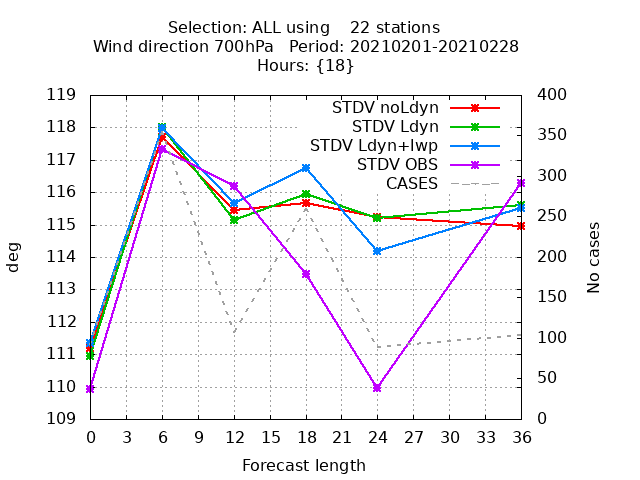 Selection: ALL using    22 stations
Wind direction 700hPa   Period: 20210201-20210228
Hours: {18}
STDV noLdyn
STDV Ldyn
STDV Ldyn+lwp
STDV OBS
CASES
119
118
117
116
115
114
113
112
111
110
109
deg
400
350
300
250
200
150
100
50
0
No cases
0 3 6 9 12 15 18 21 24 27 30 33 36
Forecast length